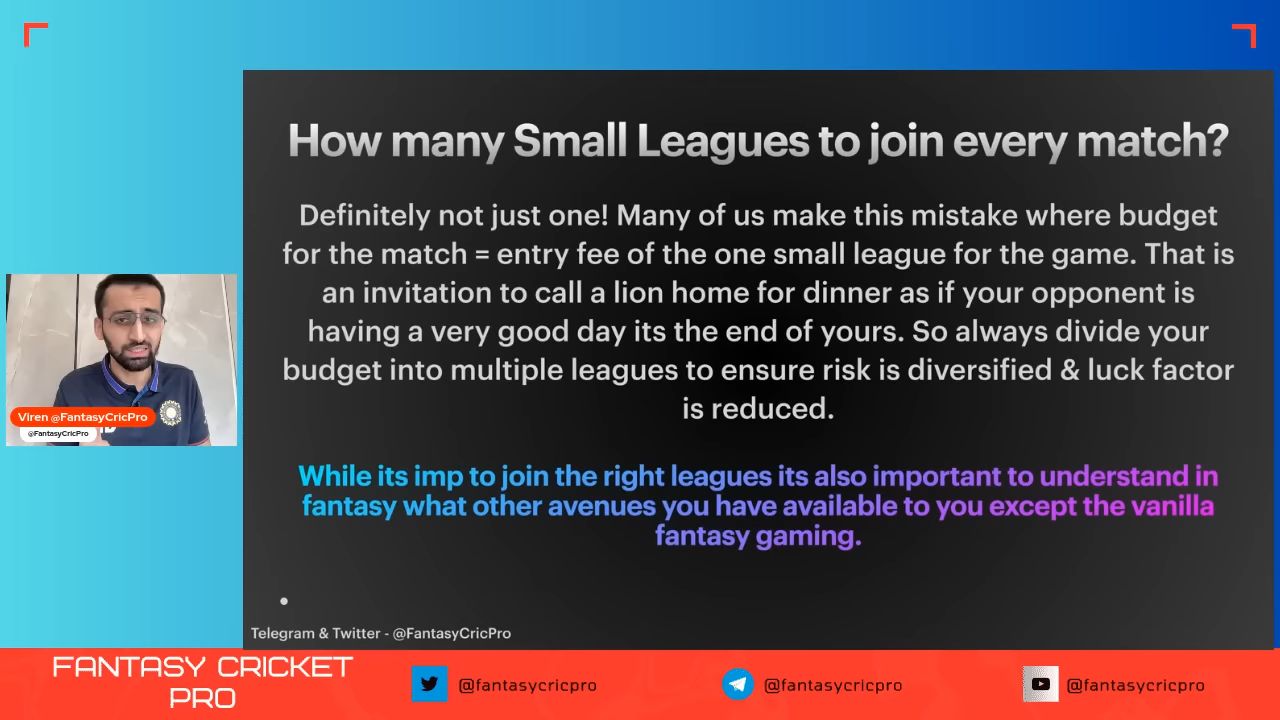 How many Small Leagues to join every match?
Definitely not just one! Many of us make this mistake where budget
for the match = entry fee of the one small league for the game. That is
an invitation to call a lion home for dinner as if your opponent is
having a very good day its the end of yours. So always divide your
budget into multiple leagues to ensure risk is diversified & luck factor
is reduced.
While its imp to join the right leagues its also important to understand in
fantasy what other avenues you have available to you except the vanilla
fantasy gaming.
Viren @FantasyCricPro
@FantasyCricPro
Telegram & Twitter - @FantasyCricPro
FANTASY CRICKET
PRO
@fantasycricpro
@fantasycricpro
@fantasycricpro